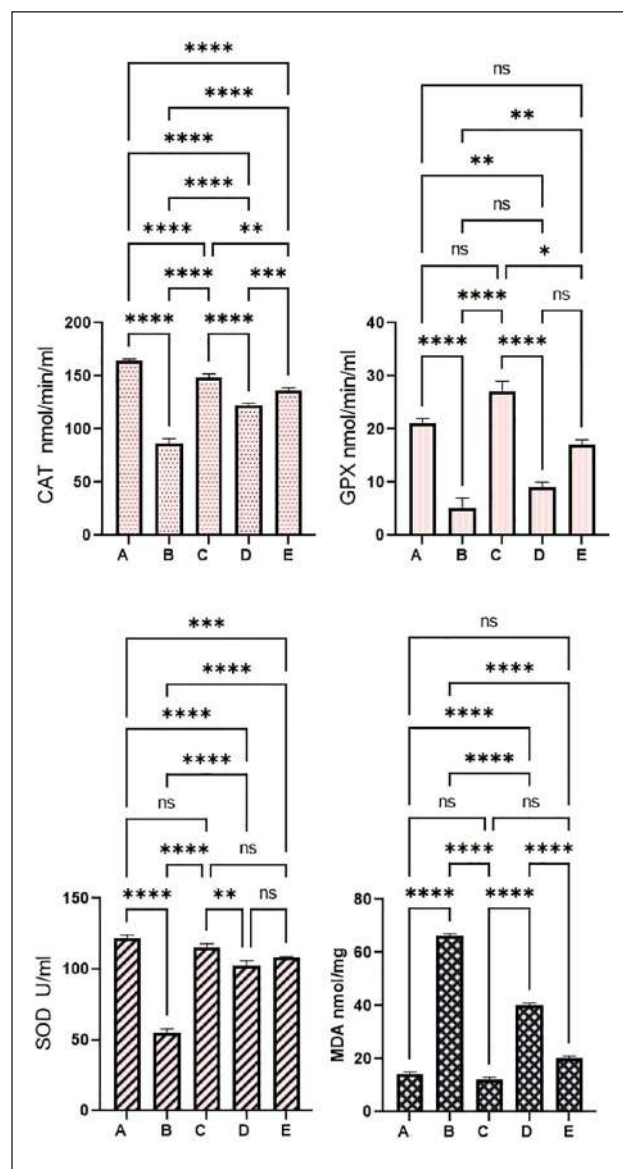 ****
****
****
****
**** **
**** ***
**** ****
200
150
100
50
0
CAT nmol/min/ml
A B C D E
ns
**
**
ns
ns *
**** ns
**** ****
40
30
20
10
0
GPX nmol/min/ml
A B C D E
***
****
****
****
ns
**** ns
**** ** ns
150
100
50
0
SOD U/ml
A B C D E
ns
****
****
****
ns ns
**** ****
**** ****
80
60
40
20
0
MDA nmol/mg
A B C D E